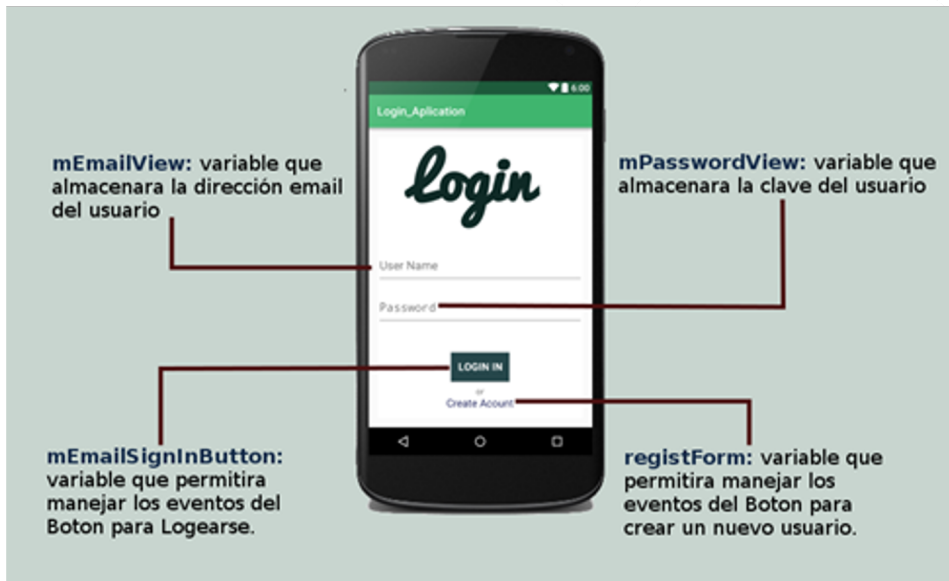 6:00
Login_Aplication
Login
mEmailView: variable que
almacenara la dirección email
del usuario
mPasswordView: variable que
almacenara la clave del usuario
User Name
Password
LOGIN IN
or
Create Acount
mEmailSignInButton:
variable que permitira
manejar los eventos del
Boton para Logearse.
registForm: variable que
permitira manejar los
eventos del Boton para
crear un nuevo usuario.